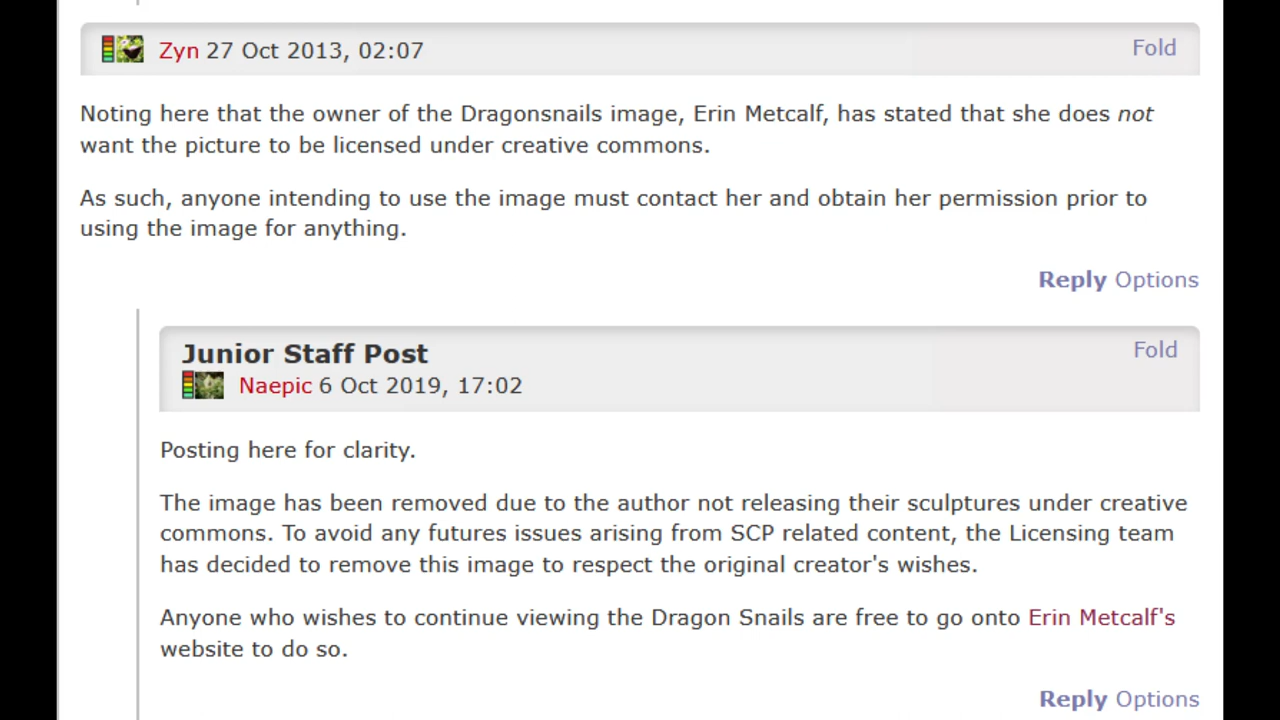 Zyn 27 Oct 2013, 02:07
Fold
Noting here that the owner of the Dragonsnails image, Erin Metcalf, has stated that she does not
want the picture to be licensed under creative commons.
As such, anyone intending to use the image must contact her and obtain her permission prior to
using the image for anything.
Reply Options
Junior Staff Post
Fold
Naepic 6 Oct 2019, 17:02
Posting here for clarity.
The image has been removed due to the author not releasing their sculptures under creative
commons. To avoid any futures issues arising from SCP related content, the Licensing team
has decided to remove this image to respect the original creator's wishes.
Anyone who wishes to continue viewing the Dragon Snails are free to go onto Erin Metcalf's
website to do so.
Reply Options